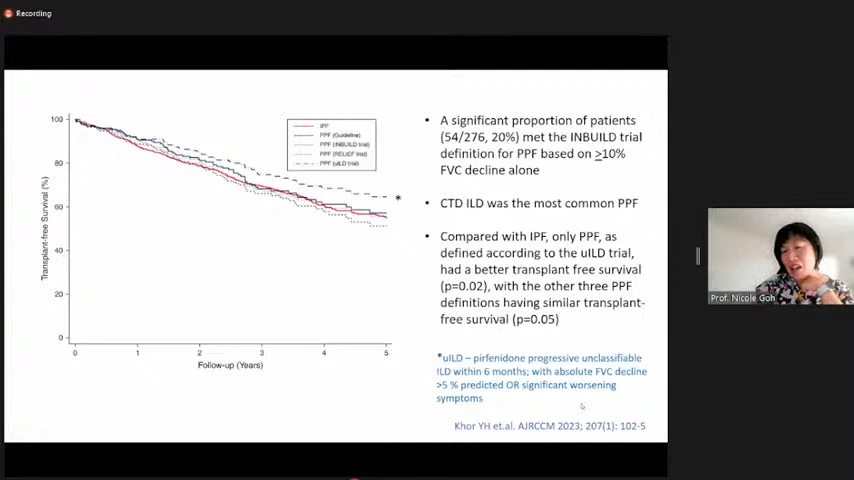 Recording
100
80
60
40
20
0
Transplant-free Survival (%)
IPF
PPF (Guideline)
PPF (INBUILD trial)
PPF (RELIEF trial)
PPF (uILD trial)
*
0 1 2 3 4 5
Follow-up (Years)
• A significant proportion of patients
(54/276, 20%) met the INBUILD trial
definition for PPF based on ≥10%
FVC decline alone
• CTD ILD was the most common PPF
• Compared with IPF, only PPF, as
defined according to the uILD trial,
had a better transplant free survival
(p=0.02), with the other three PPF
definitions having similar transplant-
free survival (p=0.05)
*uILD – pirfenidone progressive unclassifiable
ILD within 6 months; with absolute FVC decline
>5 % predicted OR significant worsening
symptoms
Khor YH et.al. AJRCCM 2023; 207(1): 102-5
Prof. Nicole Goh